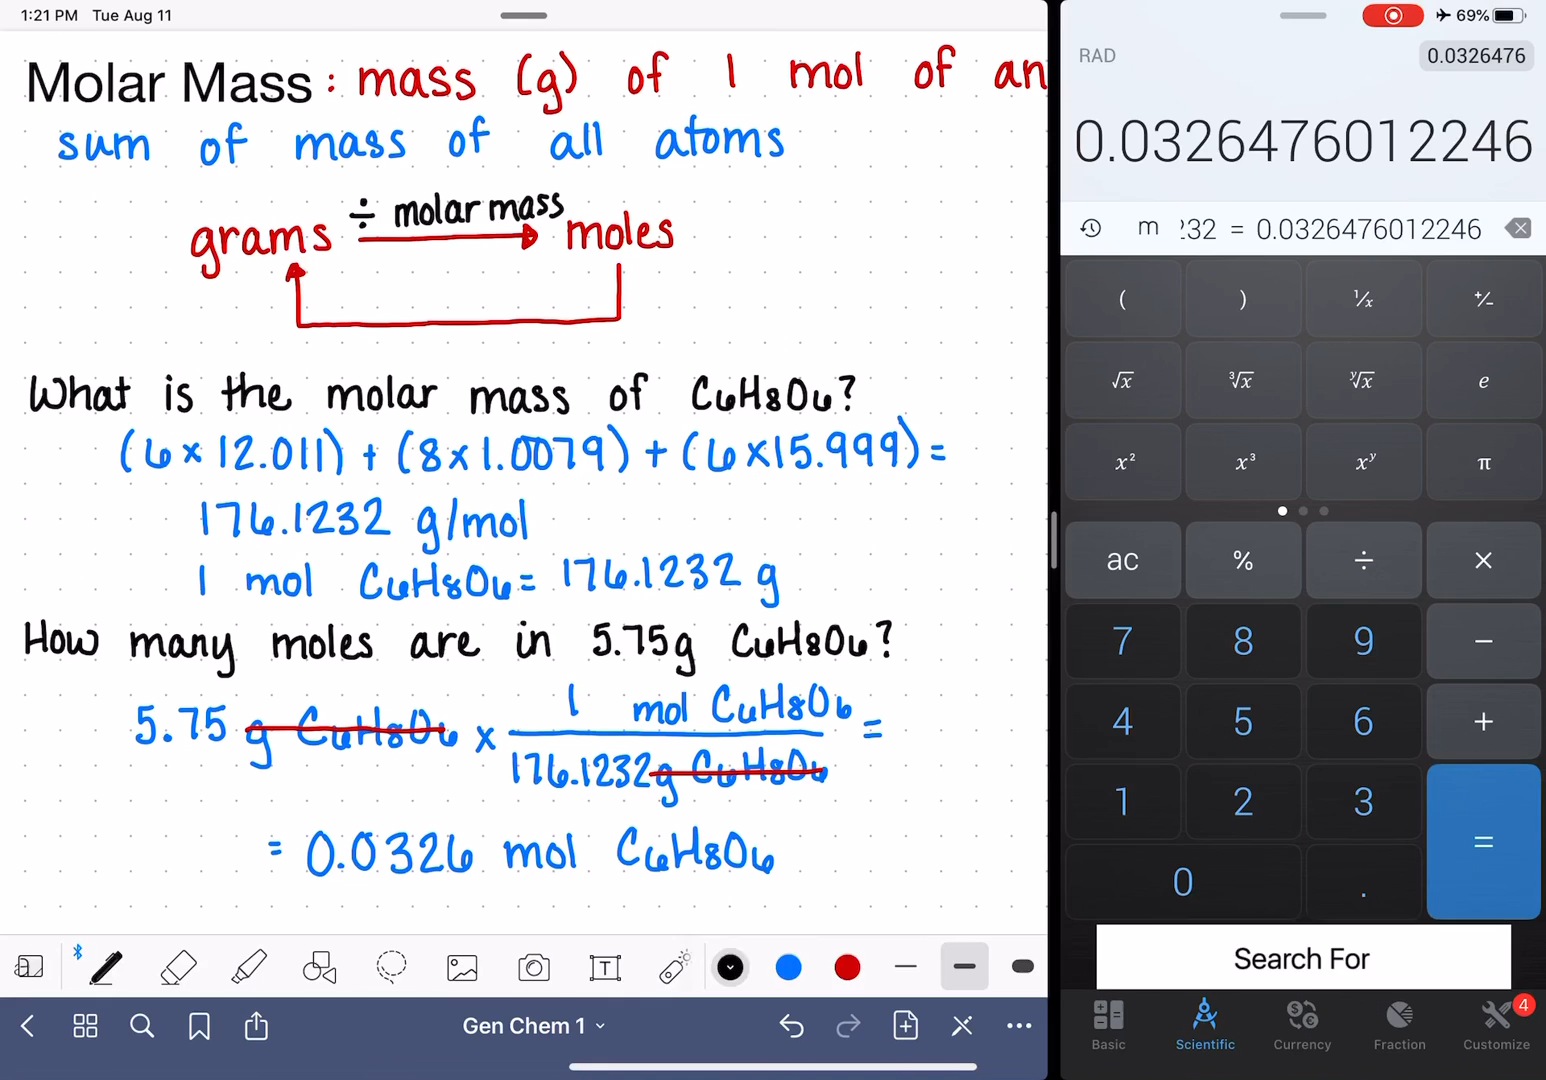 1:21 PM Tue Aug 11
69%
Molar Mass : mass (g) of 1 mol of an
sum of mass of all atoms
grams ÷ molar mass moles
What is the molar mass of C6H8O6?
(6 × 12.011) + (8 × 1.0079) + (6 × 15.999) =
176.1232 g/mol
1 mol C6H8O6 = 176.1232 g
How many moles are in 5.75g C6H8O6?
5.75 g C6H8O6 × 1 mol C6H8O6 =
176.1232g C6H8O6
= 0.0326 mol C6H8O6
T
Gen Chem 1
RAD 0.0326476
0.0326476012246
m 232 = 0.0326476012246
( ) 1/x +/-
√x ³√x ʸ√x e
x² x³ xʸ π
ac % ÷ ×
7 8 9 −
4 5 6 +
1 2 3 =
0 .
Search For
4
Basic Scientific Currency Fraction Customize